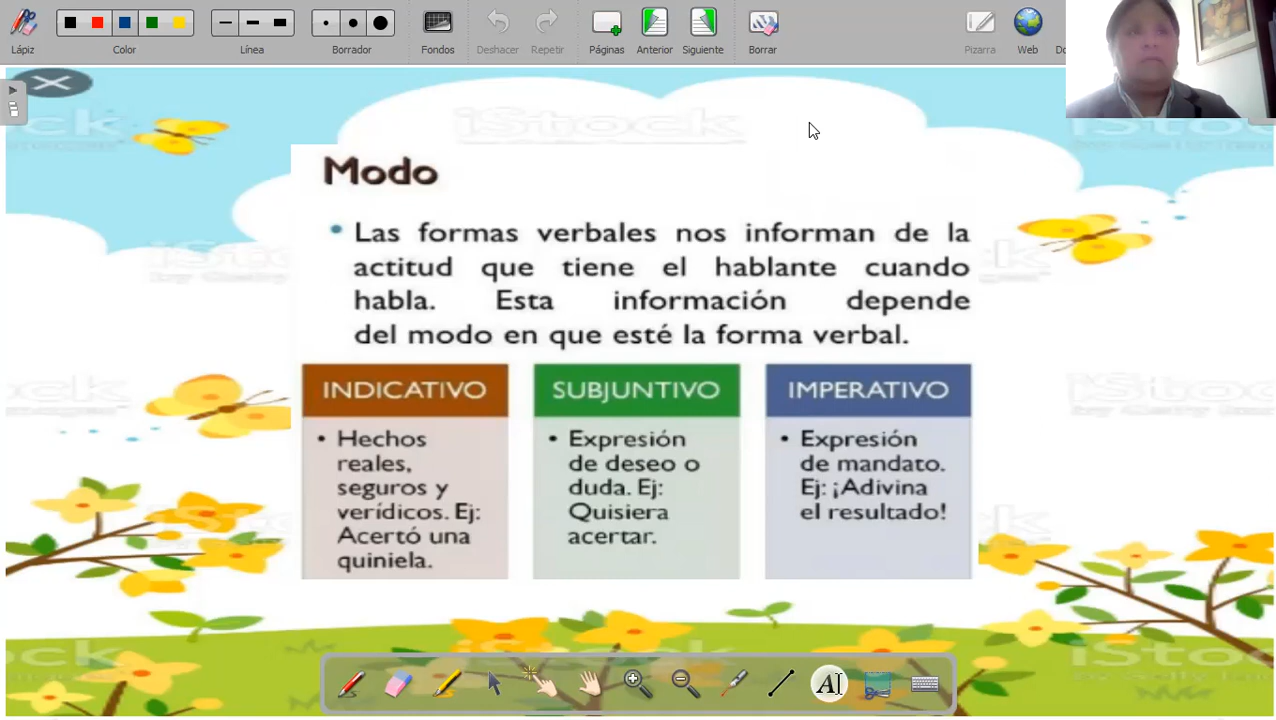 Lápiz
Color
Línea
Borrador
Fondos
Deshacer
Repetir
Páginas
Anterior
Siguiente
Borrar
Pizarra
Web
iStock
Modo
• Las formas verbales nos informan de la
actitud que tiene el hablante cuando
habla. Esta información depende
del modo en que esté la forma verbal.
INDICATIVO
• Hechos
reales,
seguros y
verídicos. Ej:
Acertó una
quiniela.
SUBJUNTIVO
• Expresión
de deseo o
duda. Ej:
Quisiera
acertar.
IMPERATIVO
• Expresión
de mandato.
Ej: ¡Adivina
el resultado!